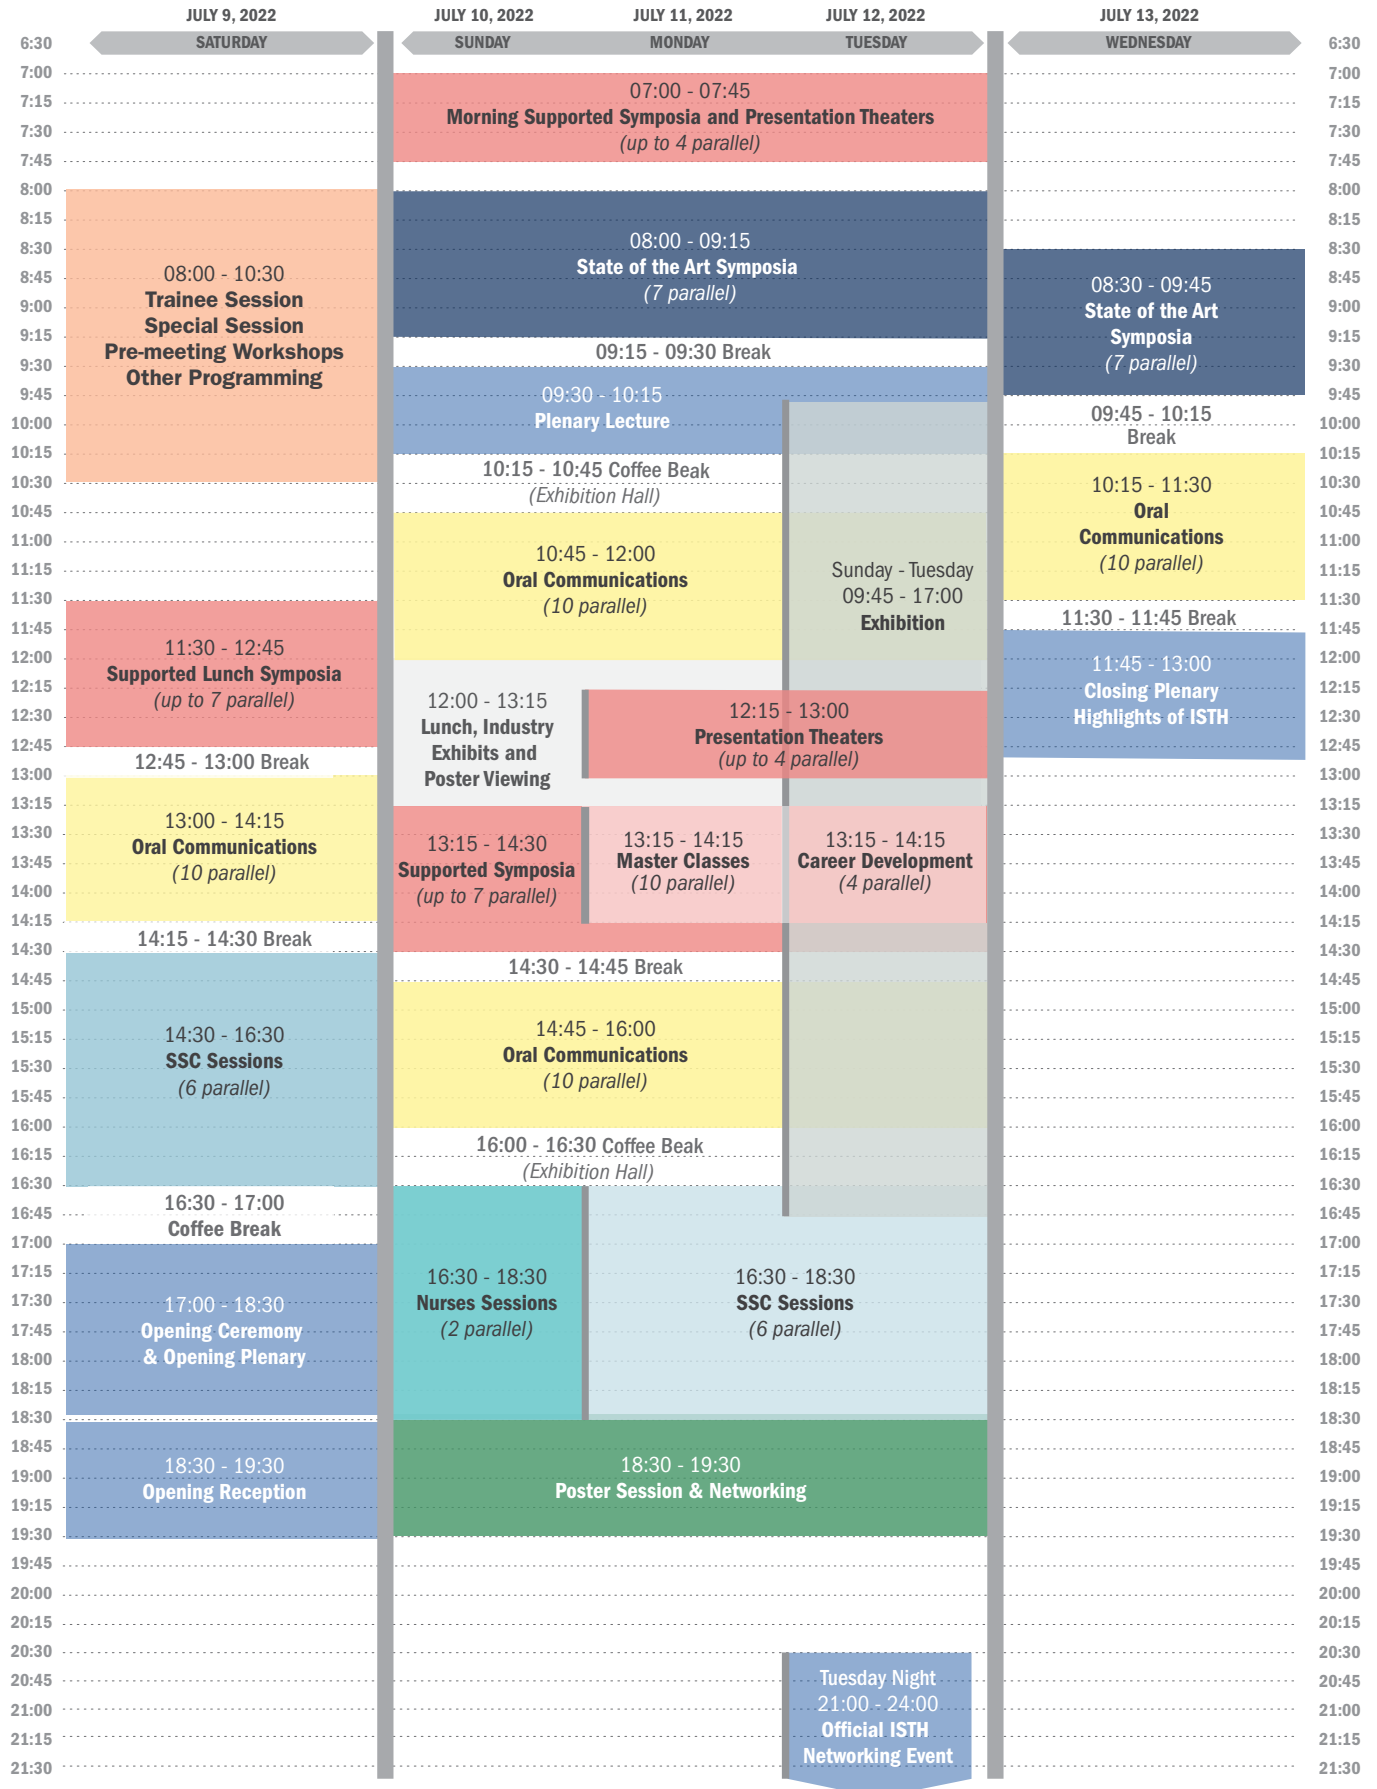 JULY 9, 2022
JULY 10, 2022
JULY 11, 2022
JULY 12, 2022
JULY 13, 2022
SATURDAY
SUNDAY
MONDAY
TUESDAY
WEDNESDAY
6:30
7:00
7:15
7:30
7:45
8:00
8:15
8:30
8:45
9:00
9:15
9:30
9:45
10:00
10:15
10:30
10:45
11:00
11:15
11:30
11:45
12:00
12:15
12:30
12:45
13:00
13:15
13:30
13:45
14:00
14:15
14:30
14:45
15:00
15:15
15:30
15:45
16:00
16:15
16:30
16:45
17:00
17:15
17:30
17:45
18:00
18:15
18:30
18:45
19:00
19:15
19:30
19:45
20:00
20:15
20:30
20:45
21:00
21:15
21:30
08:00 - 10:30
Trainee Session
Special Session
Pre-meeting Workshops
Other Programming
11:30 - 12:45
Supported Lunch Symposia
(up to 7 parallel)
12:45 - 13:00 Break
13:00 - 14:15
Oral Communications
(10 parallel)
14:15 - 14:30 Break
14:30 - 16:30
SSC Sessions
(6 parallel)
16:30 - 17:00
Coffee Break
17:00 - 18:30
Opening Ceremony
& Opening Plenary
18:30 - 19:30
Opening Reception
07:00 - 07:45
Morning Supported Symposia and Presentation Theaters
(up to 4 parallel)
08:00 - 09:15
State of the Art Symposia
(7 parallel)
09:15 - 09:30 Break
09:30 - 10:15
Plenary Lecture
10:15 - 10:45 Coffee Beak
(Exhibition Hall)
10:45 - 12:00
Oral Communications
(10 parallel)
Sunday - Tuesday
09:45 - 17:00
Exhibition
12:00 - 13:15
Lunch, Industry
Exhibits and
Poster Viewing
12:15 - 13:00
Presentation Theaters
(up to 4 parallel)
13:15 - 14:30
Supported Symposia
(up to 7 parallel)
13:15 - 14:15
Master Classes
(10 parallel)
13:15 - 14:15
Career Development
(4 parallel)
14:30 - 14:45 Break
14:45 - 16:00
Oral Communications
(10 parallel)
16:00 - 16:30 Coffee Beak
(Exhibition Hall)
16:30 - 18:30
Nurses Sessions
(2 parallel)
16:30 - 18:30
SSC Sessions
(6 parallel)
18:30 - 19:30
Poster Session & Networking
Tuesday Night
21:00 - 24:00
Official ISTH
Networking Event
08:30 - 09:45
State of the Art
Symposia
(7 parallel)
09:45 - 10:15
Break
10:15 - 11:30
Oral
Communications
(10 parallel)
11:30 - 11:45 Break
11:45 - 13:00
Closing Plenary
Highlights of ISTH
6:30
7:00
7:15
7:30
7:45
8:00
8:15
8:30
8:45
9:00
9:15
9:30
9:45
10:00
10:15
10:30
10:45
11:00
11:15
11:30
11:45
12:00
12:15
12:30
12:45
13:00
13:15
13:30
13:45
14:00
14:15
14:30
14:45
15:00
15:15
15:30
15:45
16:00
16:15
16:30
16:45
17:00
17:15
17:30
17:45
18:00
18:15
18:30
18:45
19:00
19:15
19:30
19:45
20:00
20:15
20:30
20:45
21:00
21:15
21:30